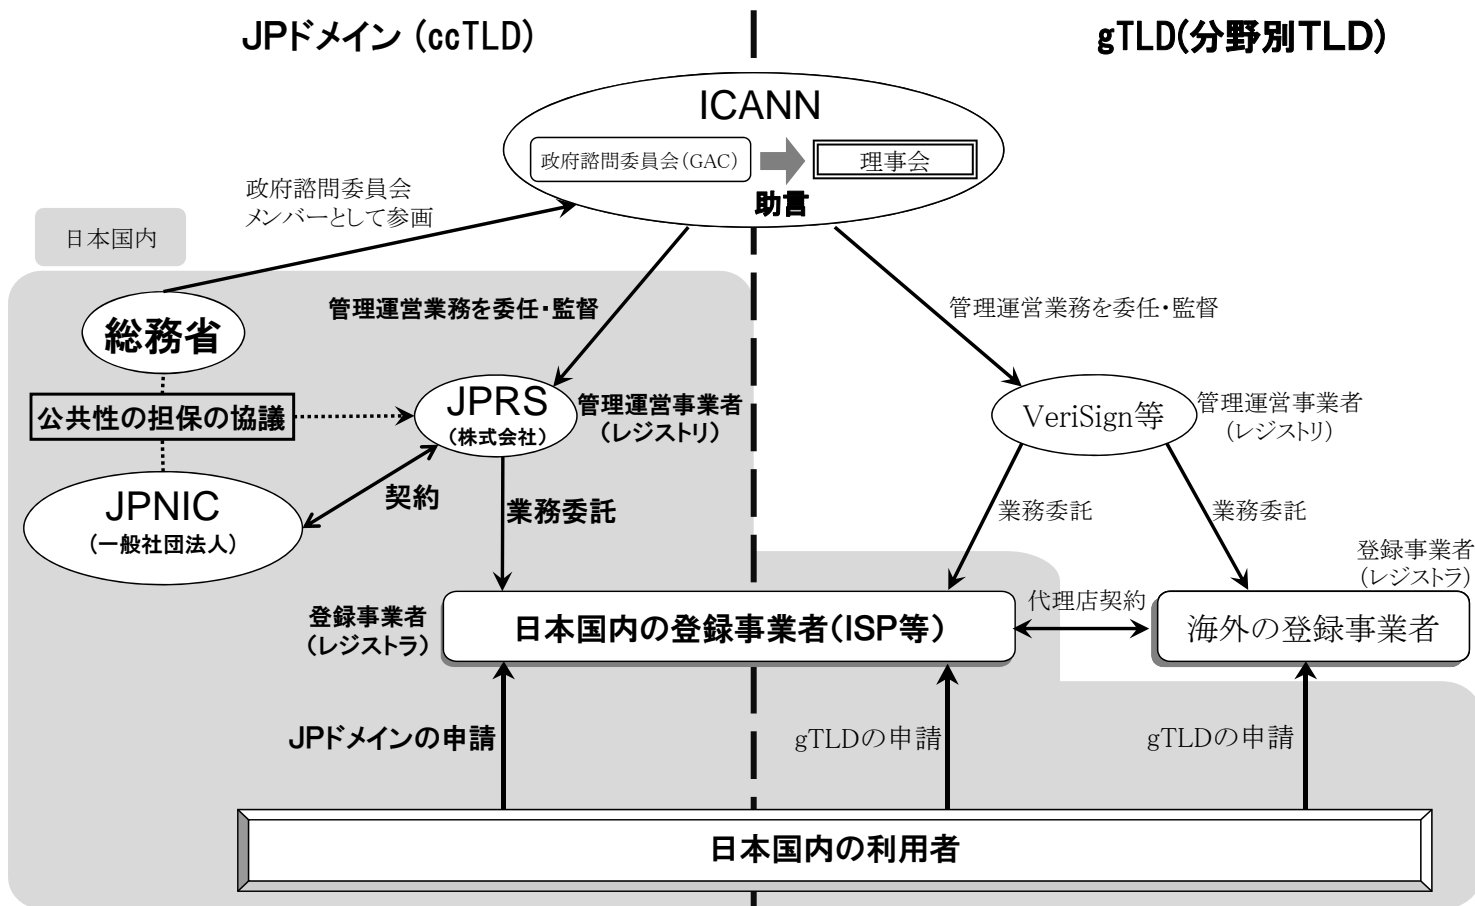 JPドメイン (ccTLD)
gTLD(分野別TLD)
ICANN
政府諮問委員会(GAC)
理事会
助言
政府諮問委員会
メンバーとして参画
日本国内
総務省
管理運営業務を委任・監督
管理運営業務を委任・監督
公共性の担保の協議
JPRS
(株式会社)
管理運営事業者
(レジストリ)
VeriSign等
管理運営事業者
(レジストリ)
JPNIC
(一般社団法人)
契約
業務委託
業務委託
業務委託
登録事業者
(レジストラ)
登録事業者
(レジストラ)
日本国内の登録事業者(ISP等)
代理店契約
海外の登録事業者
JPドメインの申請
gTLDの申請
gTLDの申請
日本国内の利用者